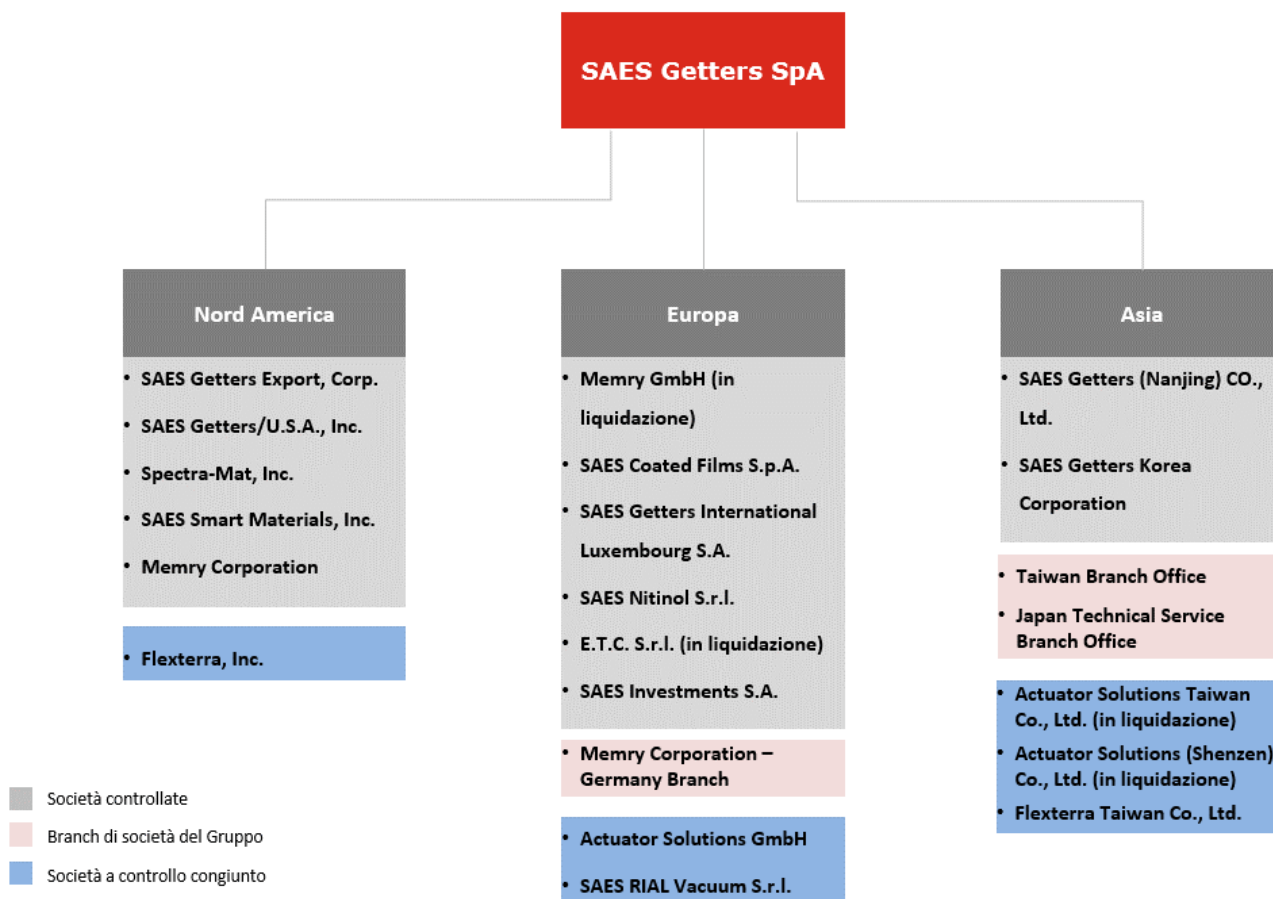 SAES Getters SpA
Nord America
• SAES Getters Export, Corp.
• SAES Getters/U.S.A., Inc.
• Spectra-Mat, Inc.
• SAES Smart Materials, Inc.
• Memry Corporation
• Flexterra, Inc.
Europa
• Memry GmbH (in
liquidazione)
• SAES Coated Films S.p.A.
• SAES Getters International
Luxembourg S.A.
• SAES Nitinol S.r.l.
• E.T.C. S.r.l. (in liquidazione)
• SAES Investments S.A.
• Memry Corporation –
Germany Branch
• Actuator Solutions GmbH
• SAES RIAL Vacuum S.r.l.
Asia
• SAES Getters (Nanjing) CO.,
Ltd.
• SAES Getters Korea
Corporation
• Taiwan Branch Office
• Japan Technical Service
Branch Office
• Actuator Solutions Taiwan
Co., Ltd. (in liquidazione)
• Actuator Solutions (Shenzen)
Co., Ltd. (in liquidazione)
• Flexterra Taiwan Co., Ltd.
Società controllate
Branch di società del Gruppo
Società a controllo congiunto